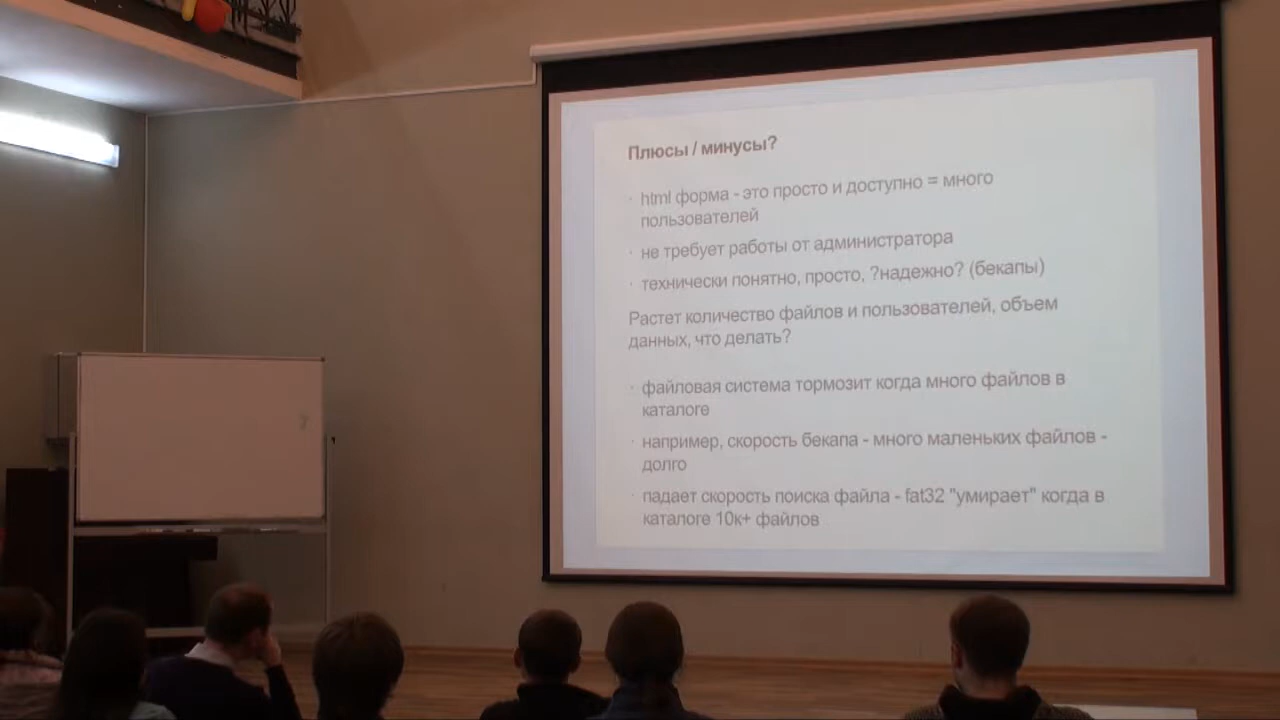 Плюсы / минусы?
· html форма - это просто и доступно = много
пользователей
· не требует работы от администратора
· технически понятно, просто, ?надежно? (бекапы)
Растет количество файлов и пользователей, объем
данных, что делать?
· файловая система тормозит когда много файлов в
каталоге
· например, скорость бекапа - много маленьких файлов -
долго
· падает скорость поиска файла - fat32 "умирает" когда в
каталоге 10к+ файлов